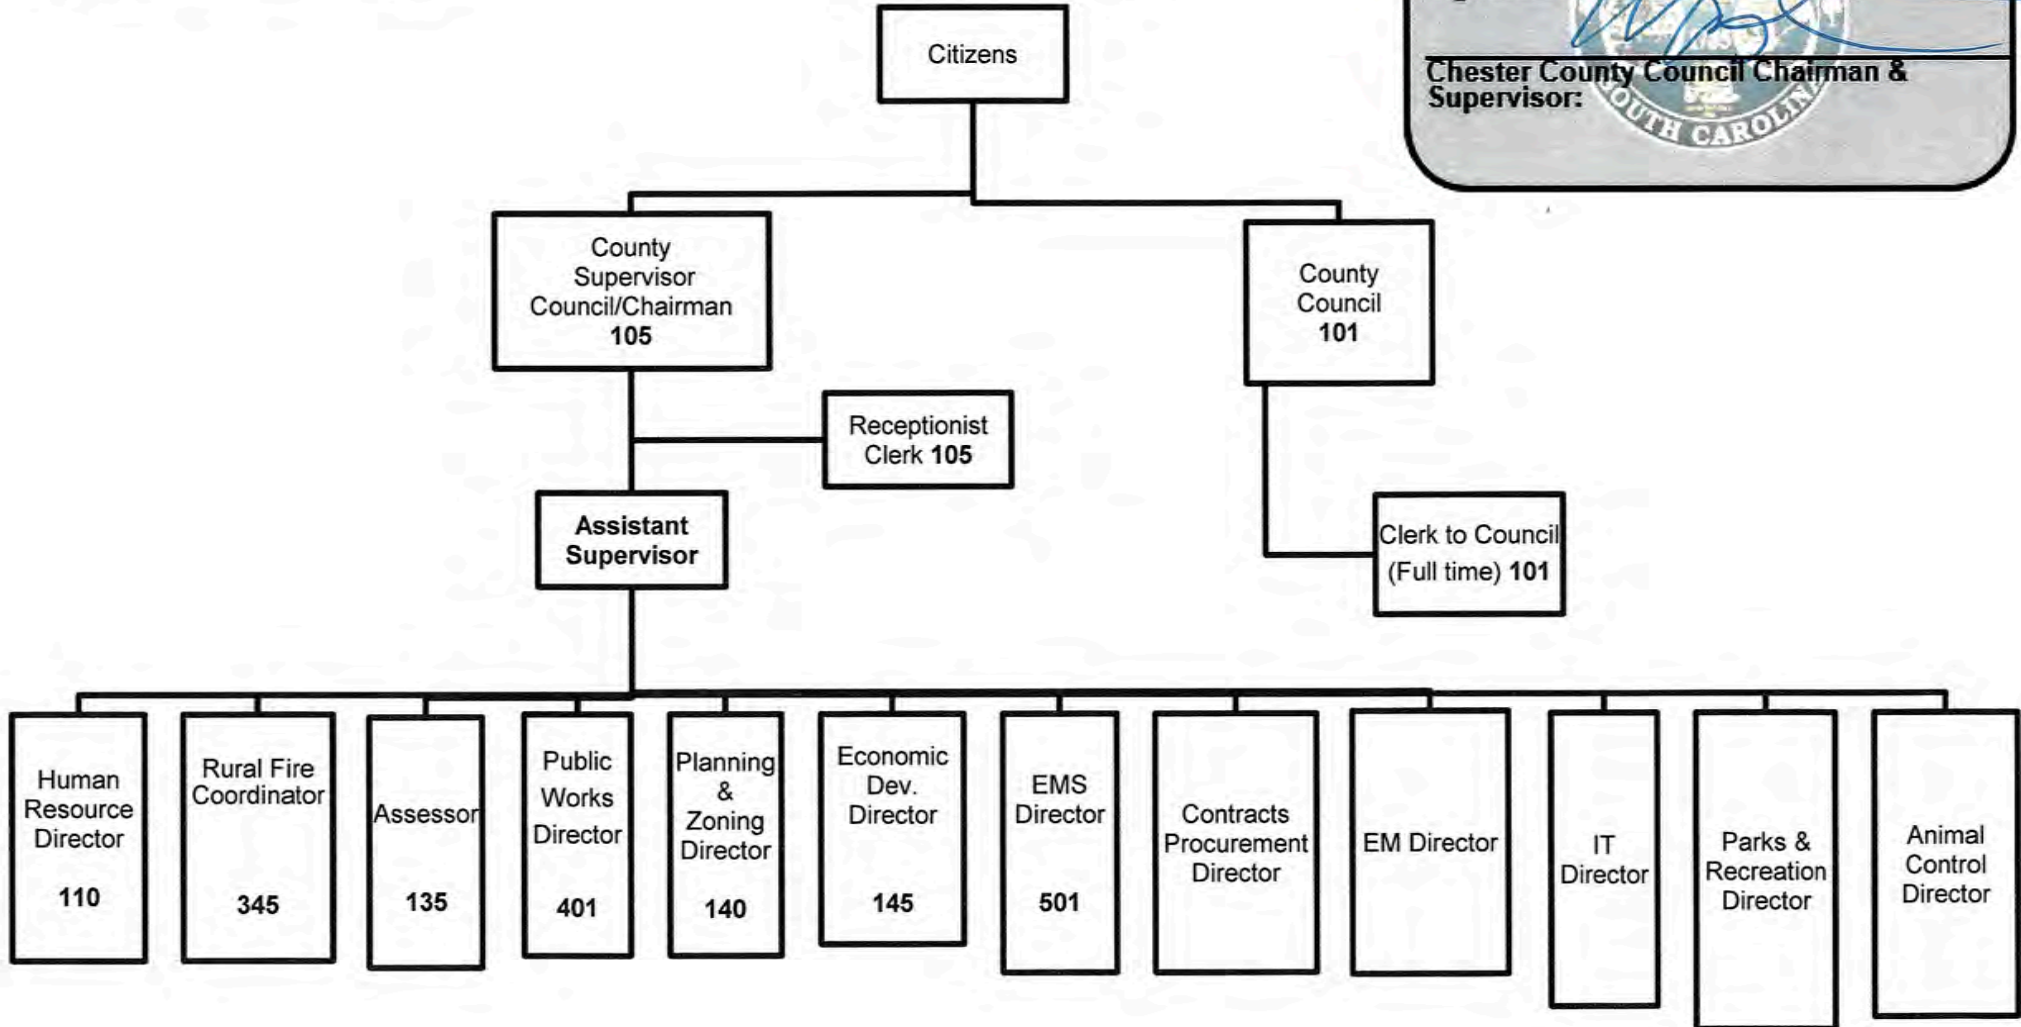 Citizens
Chester County Council Chairman &
Supervisor:
SOUTH CAROLINA
County
Supervisor
Council/Chairman
105
County
Council
101
Receptionist
Clerk 105
Assistant
Supervisor
Clerk to Council
(Full time) 101
Human
Resource
Director
110
Rural Fire
Coordinator
345
Assessor
135
Public
Works
Director
401
Planning
&
Zoning
Director
140
Economic
Dev.
Director
145
EMS
Director
501
Contracts
Procurement
Director
EM Director
IT
Director
Parks &
Recreation
Director
Animal
Control
Director